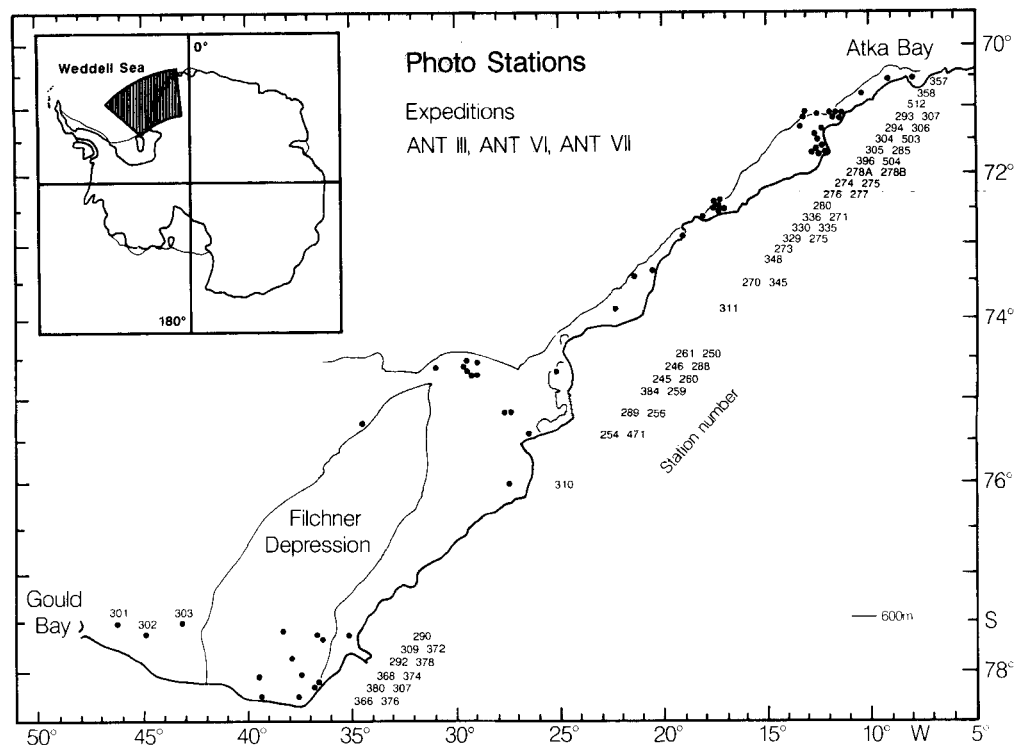 0°
Weddell Sea
180°
Photo Stations
Expeditions
ANT III, ANT VI, ANT VII
Atka Bay
70°
357
358
512
293 307
294 306
304 503
305 285
396 504
278A 278B
72°
274 275
276 277
280
336 271
330 335
329 275
273
348
270 345
311
74°
261 250
246 288
245 260
384 259
289 256
254 471
Station number
310
76°
Filchner
Depression
Gould
Bay
301
302
303
600m
S
290
309 372
292 378
368 374
380 307
366 376
78°
50° 45° 40° 35° 30° 25° 20° 15° 10° W 5°